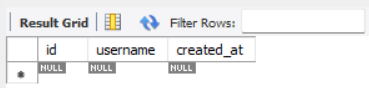 Result Grid Filter Rows:
id username created_at
NULL NULL NULL